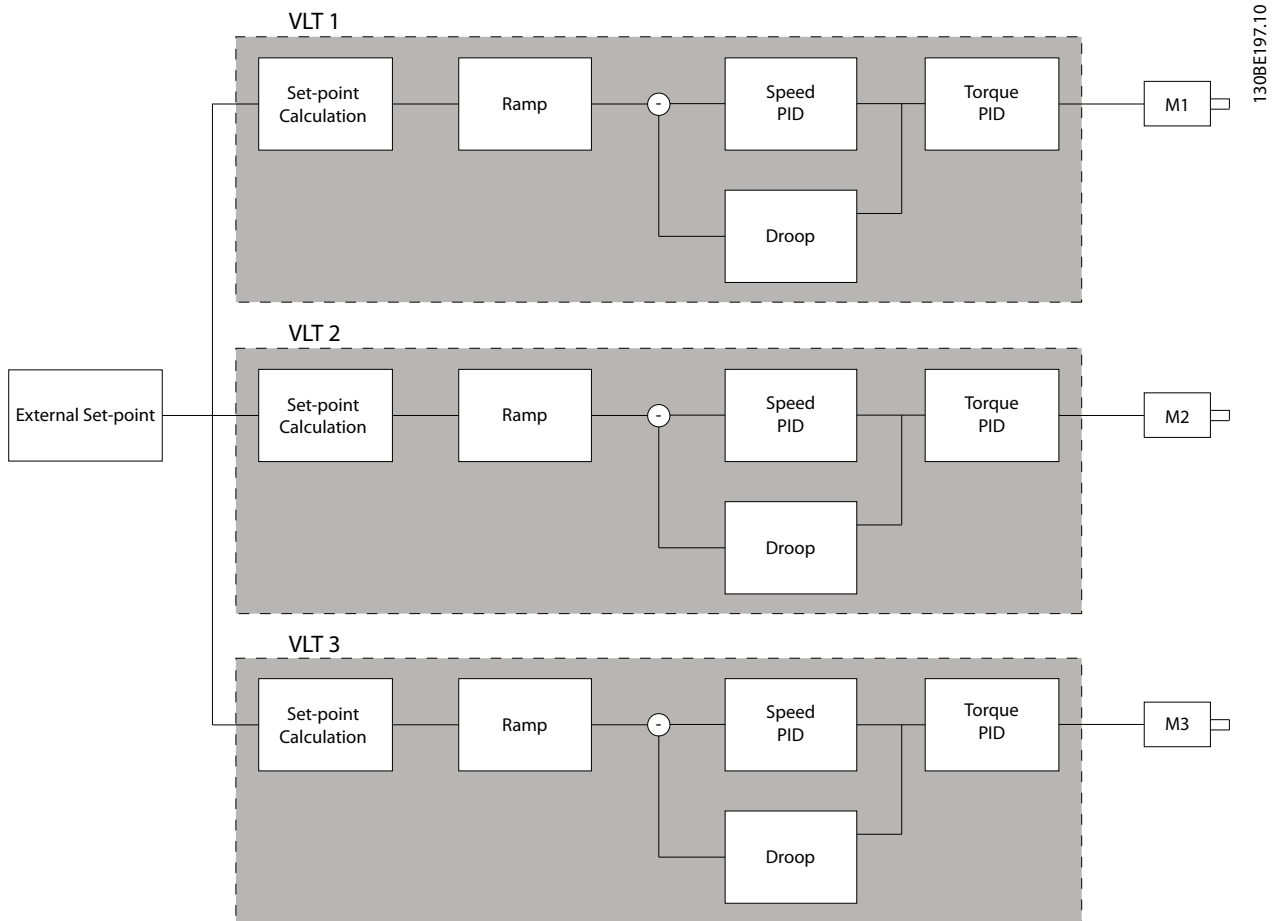 VLT 1
Set-point
Calculation
Ramp
-
Speed
PID
Torque
PID
M1
Droop
130BE197.10
VLT 2
External Set-point
Set-point
Calculation
Ramp
-
Speed
PID
Torque
PID
M2
Droop
VLT 3
Set-point
Calculation
Ramp
-
Speed
PID
Torque
PID
M3
Droop